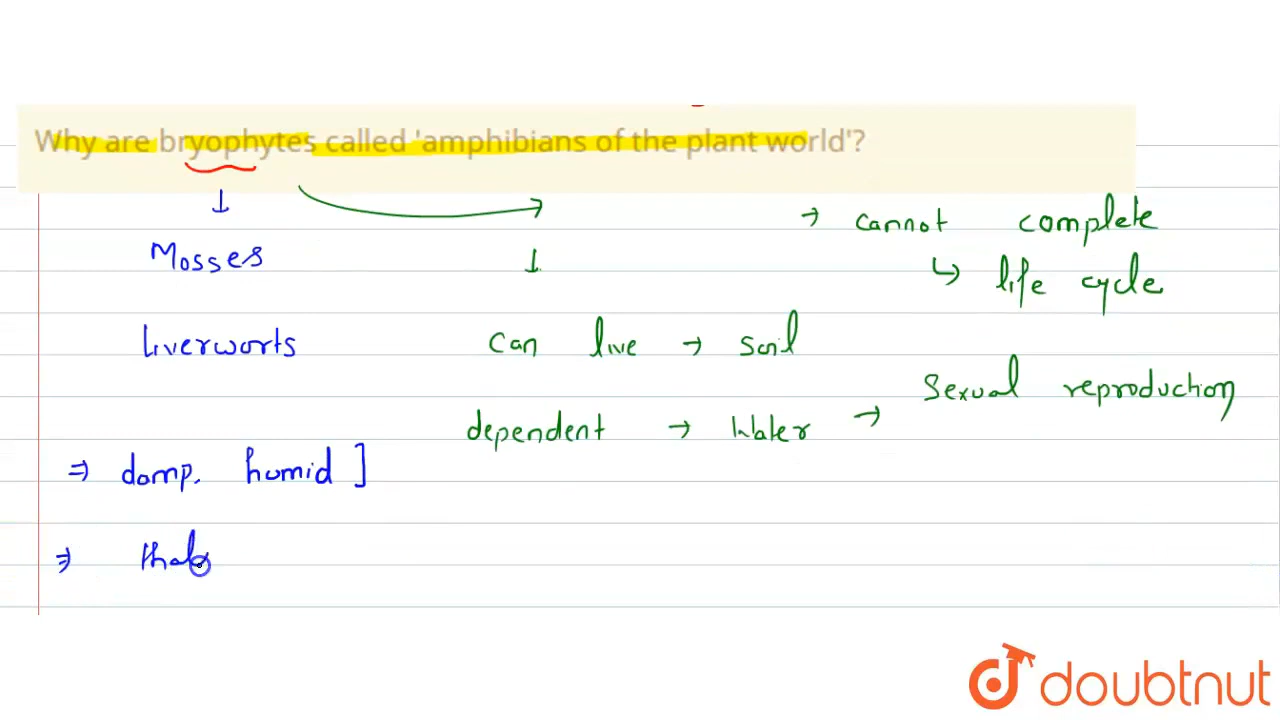 Why are bryophytes called 'amphibians of the plant world'?
→ cannot complete
↳ life cycle
Mosses
Liverworts
can live → soil
dependent → Water → Sexual reproduction
⇒ damp, humid ]
⇒ thal
doubtnut